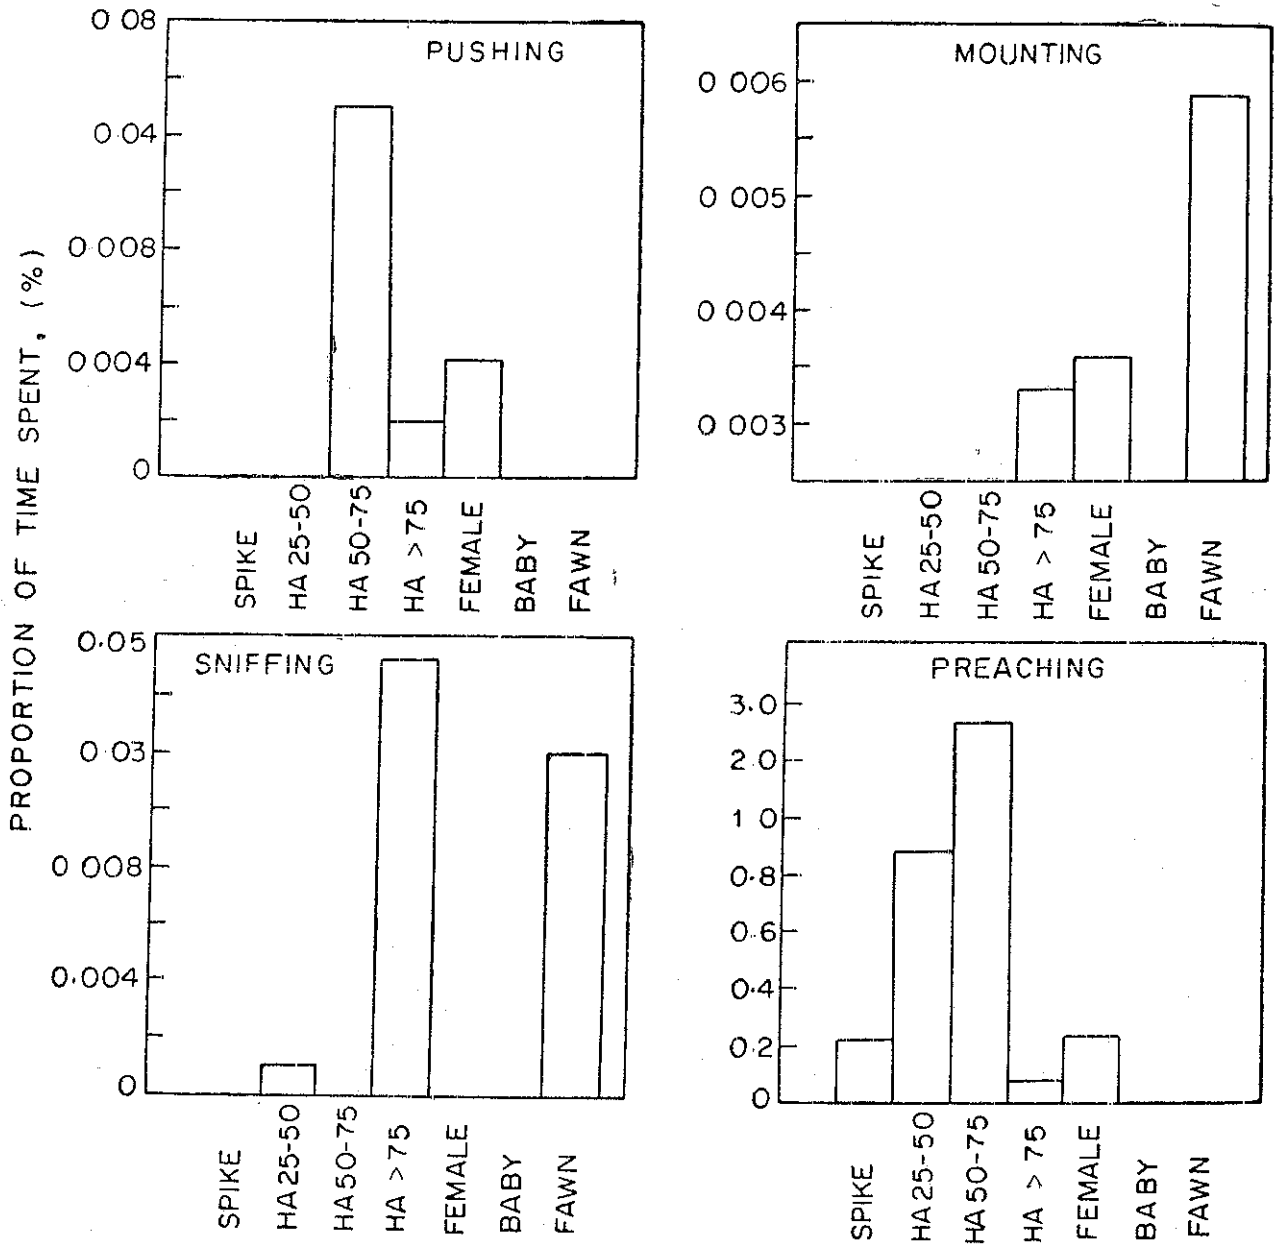 PROPORTION OF TIME SPENT, (%)
PUSHING
0 08
0.04
0 008
0 004
0
SPIKE
HA 25-50
HA 50-75
HA > 75
FEMALE
BABY
FAWN
MOUNTING
0 006
0 005
0 004
0 003
SPIKE
HA 25-50
HA 50-75
HA > 75
FEMALE
BABY
FAWN
SNIFFING
0.05
0 03
0 008
0.004
0
SPIKE
HA 25-50
HA 50-75
HA > 75
FEMALE
BABY
FAWN
PREACHING
3.0
2.0
1 0
0.8
0.6
0.4
0.2
0
SPIKE
HA 25-50
HA 50-75
HA > 75
FEMALE
BABY
FAWN